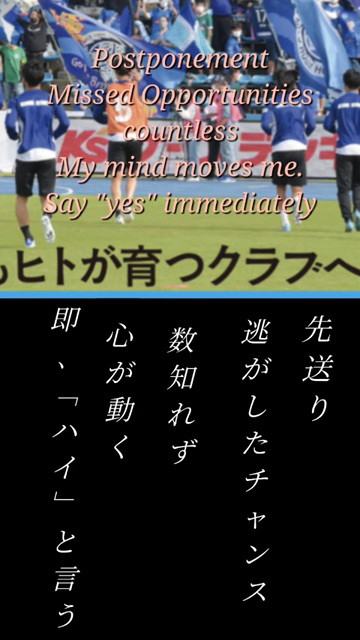 Postponement
Missed Opportunities
countless
My mind moves me.
Say "yes" immediately
もヒトが育つクラブへ
先送り
逃がしたチャンス
数知れず
心が動く
即、「ハイ」と言う